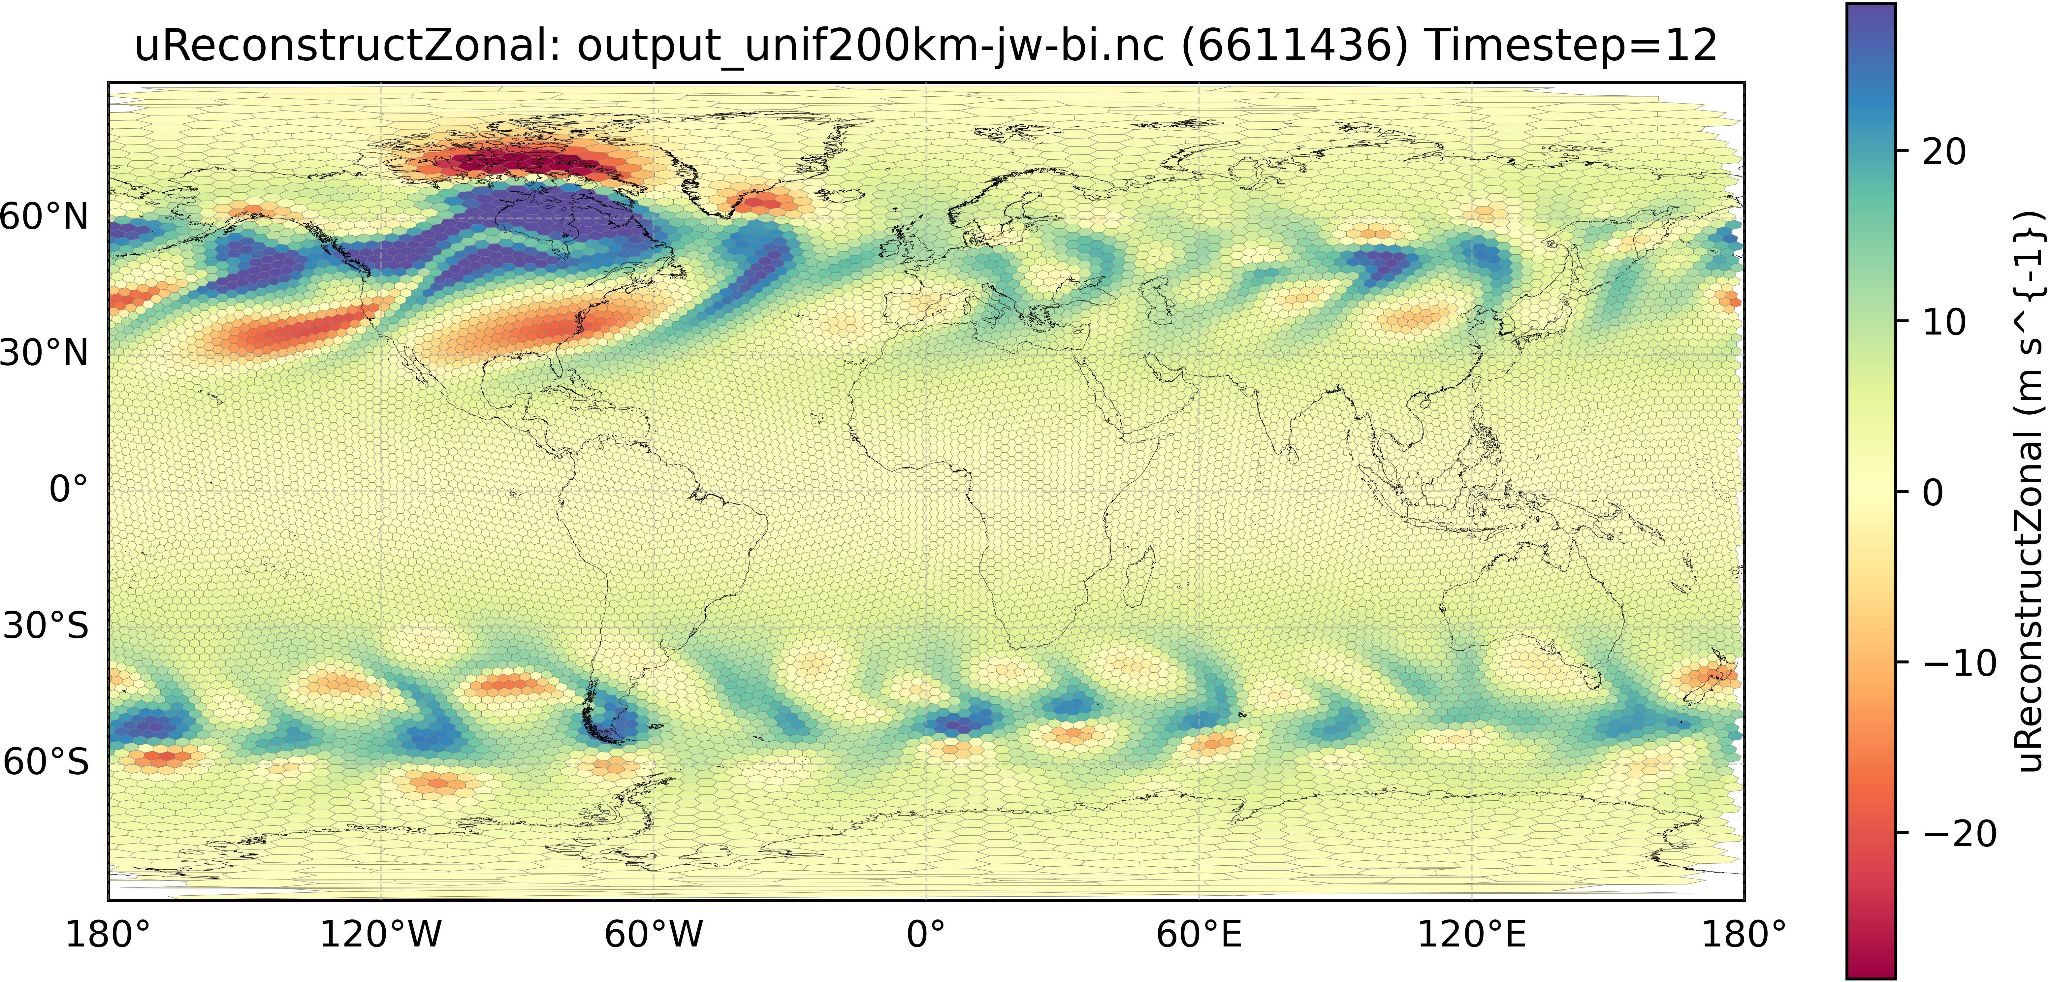 uReconstructZonal: output_unif200km-jw-bi.nc (6611436) Timestep=12
60°N
30°N
0°
30°S
60°S
180°
120°W
60°W
0°
60°E
120°E
180°
20
10
0
−10
−20
uReconstructZonal (m s^{-1})